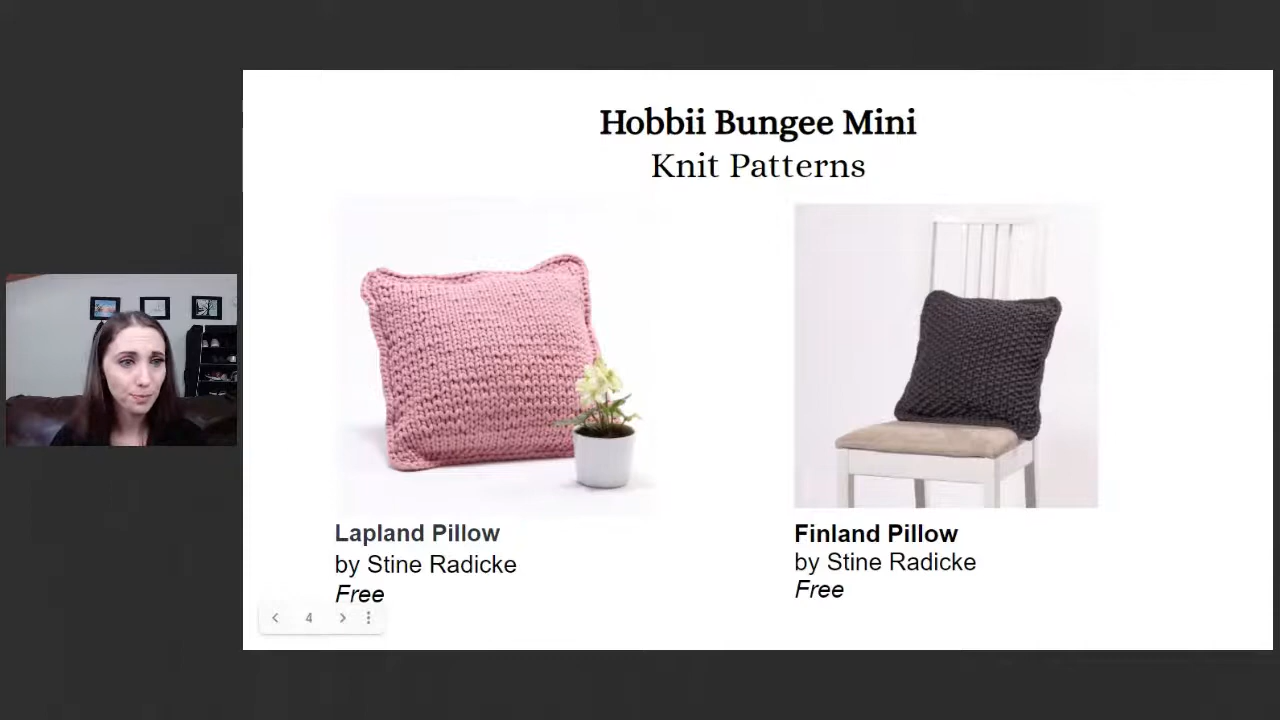 Hobbii Bungee Mini
Knit Patterns
Lapland Pillow
by Stine Radicke
Free
Finland Pillow
by Stine Radicke
Free
4